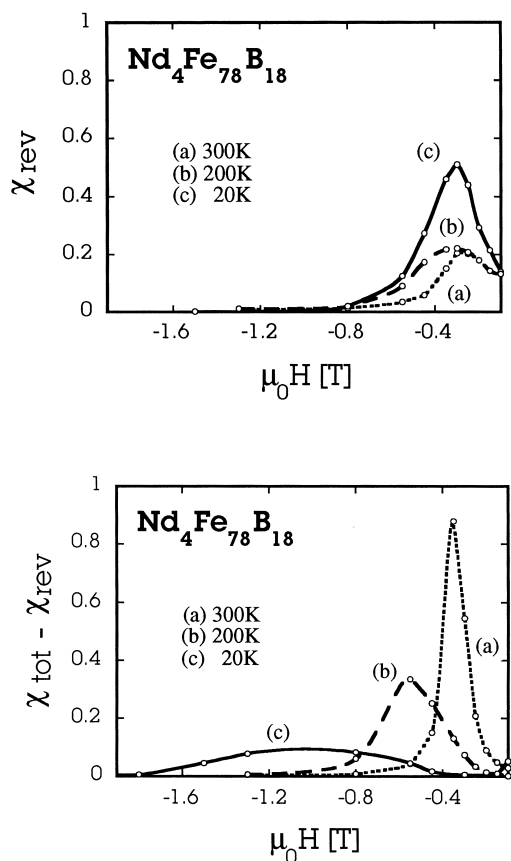 1
Nd4Fe78B18
0.8
(a) 300K
(b) 200K
(c) 20K
(c)
0.6
χrev
0.4
(b)
0.2
(a)
0
-1.6 -1.2 -0.8 -0.4
μ0H [T]
1
Nd4Fe78B18
0.8
(a) 300K
(b) 200K
(c) 20K
0.6
χtot - χrev
(a)
0.4
(b)
0.2
(c)
0
-1.6 -1.2 -0.8 -0.4
μ0H [T]